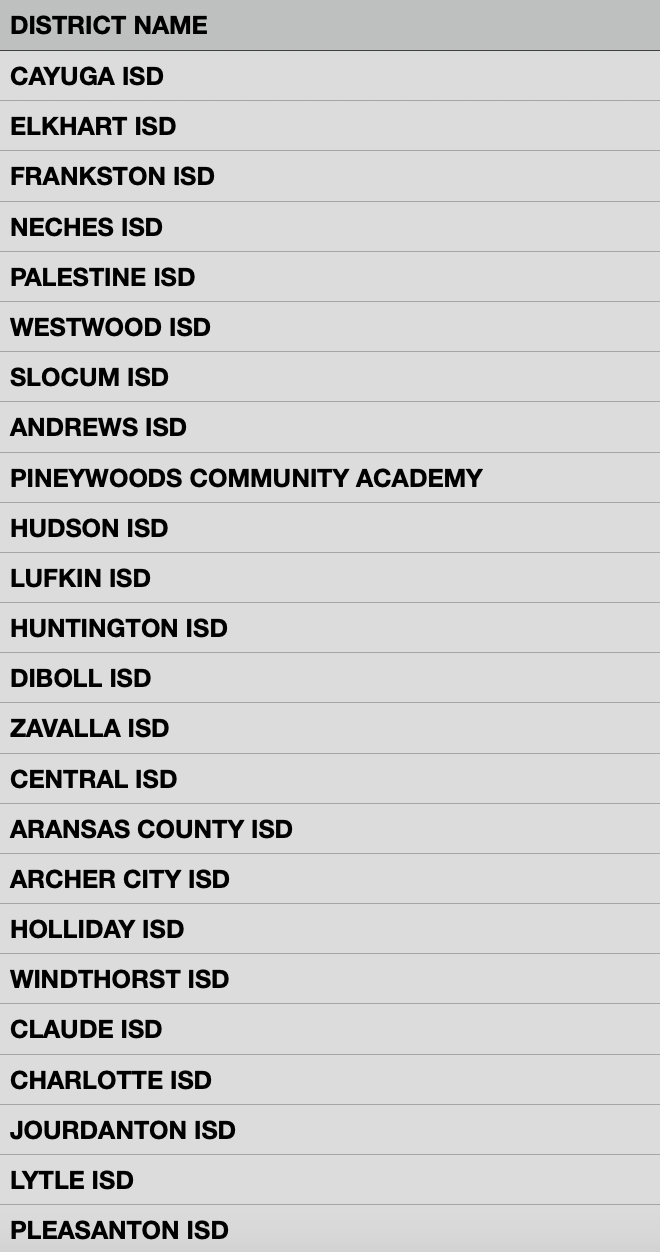 DISTRICT NAME
CAYUGA ISD
ELKHART ISD
FRANKSTON ISD
NECHES ISD
PALESTINE ISD
WESTWOOD ISD
SLOCUM ISD
ANDREWS ISD
PINEYWOODS COMMUNITY ACADEMY
HUDSON ISD
LUFKIN ISD
HUNTINGTON ISD
DIBOLL ISD
ZAVALLA ISD
CENTRAL ISD
ARANSAS COUNTY ISD
ARCHER CITY ISD
HOLLIDAY ISD
WINDTHORST ISD
CLAUDE ISD
CHARLOTTE ISD
JOURDANTON ISD
LYTLE ISD
PLEASANTON ISD